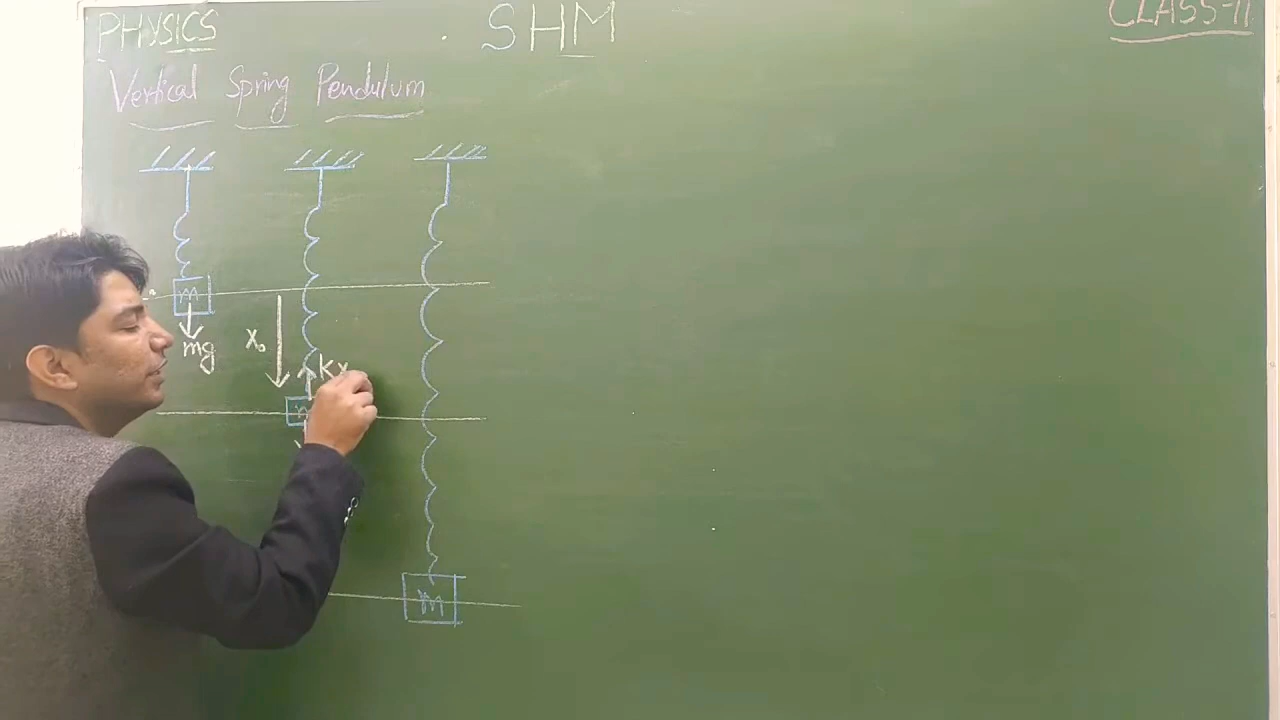 PHYSICS
SHM
CLASS-11
Vertical Spring Pendulum
m
mg
X₀
Kx
m